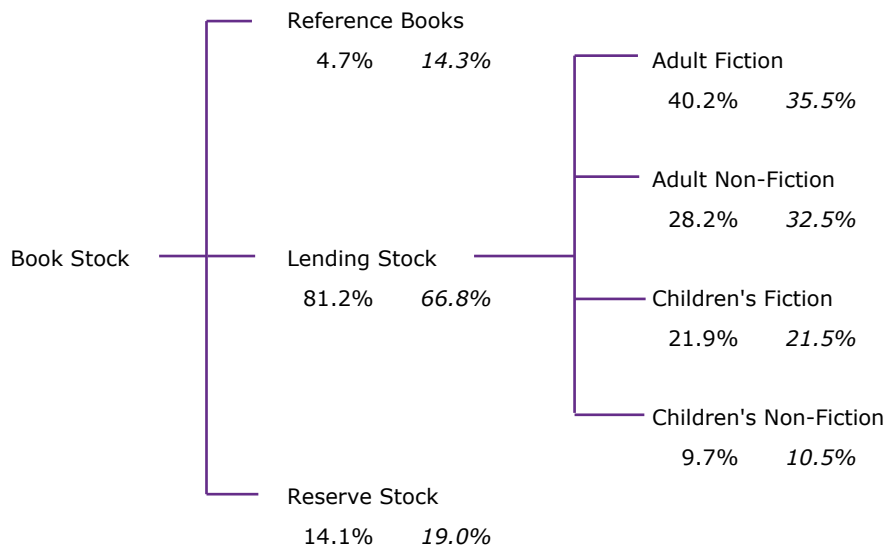 Reference Books
4.7% 14.3%
Adult Fiction
40.2% 35.5%
Adult Non-Fiction
28.2% 32.5%
Book Stock
Lending Stock
81.2% 66.8%
Children's Fiction
21.9% 21.5%
Children's Non-Fiction
9.7% 10.5%
Reserve Stock
14.1% 19.0%